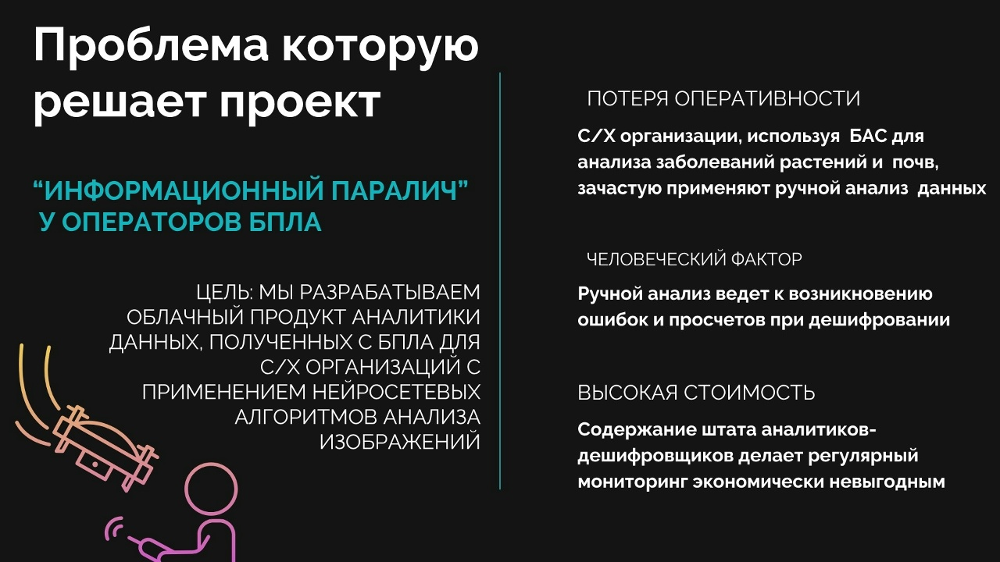 Проблема которую
решает проект
“ИНФОРМАЦИОННЫЙ ПАРАЛИЧ”
У ОПЕРАТОРОВ БПЛА
ЦЕЛЬ: МЫ РАЗРАБАТЫВАЕМ
ОБЛАЧНЫЙ ПРОДУКТ АНАЛИТИКИ
ДАННЫХ, ПОЛУЧЕННЫХ С БПЛА ДЛЯ
С/Х ОРГАНИЗАЦИЙ С
ПРИМЕНЕНИЕМ НЕЙРОСЕТЕВЫХ
АЛГОРИТМОВ АНАЛИЗА
ИЗОБРАЖЕНИЙ
ПОТЕРЯ ОПЕРАТИВНОСТИ
С/Х организации, используя БАС для
анализа заболеваний растений и почв,
зачастую применяют ручной анализ данных
ЧЕЛОВЕЧЕСКИЙ ФАКТОР
Ручной анализ ведет к возникновению
ошибок и просчетов при дешифровании
ВЫСОКАЯ СТОИМОСТЬ
Содержание штата аналитиков-
дешифровщиков делает регулярный
мониторинг экономически невыгодным